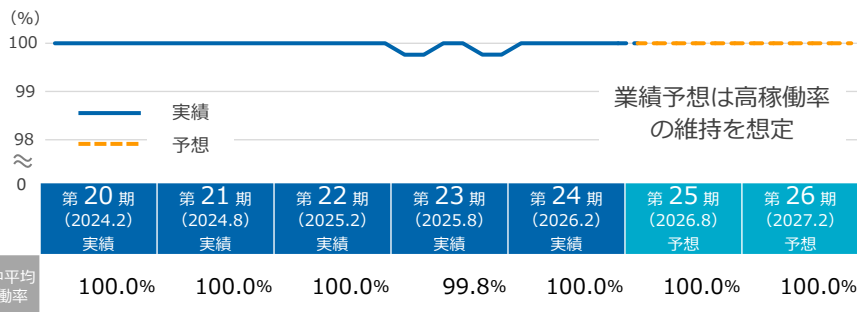 (%)
100
99
98
0
実績
予想
業績予想は高稼働率
の維持を想定
第 20 期 第 21 期 第 22 期 第 23 期 第 24 期 第 25 期 第 26 期
(2024.2) (2024.8) (2025.2) (2025.8) (2026.2) (2026.8) (2027.2)
実績 実績 実績 実績 実績 予想 予想
平均
働率
100.0% 100.0% 100.0% 99.8% 100.0% 100.0% 100.0%